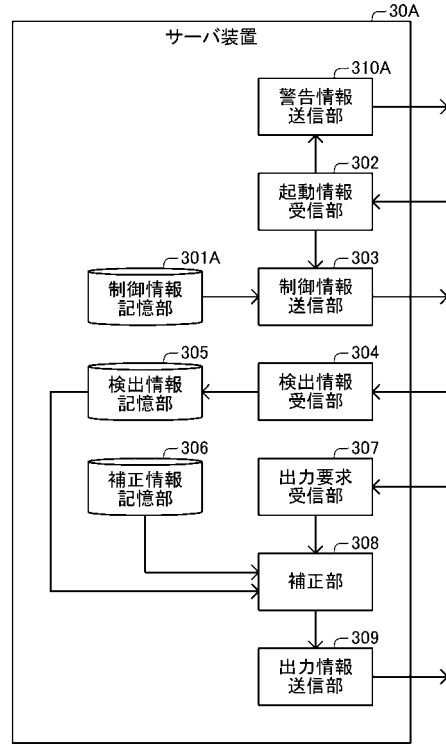 30A
サーバ装置
310A
警告情報
送信部
302
起動情報
受信部
301A
制御情報
記憶部
303
制御情報
送信部
305
検出情報
記憶部
304
検出情報
受信部
306
補正情報
記憶部
307
出力要求
受信部
308
補正部
309
出力情報
送信部